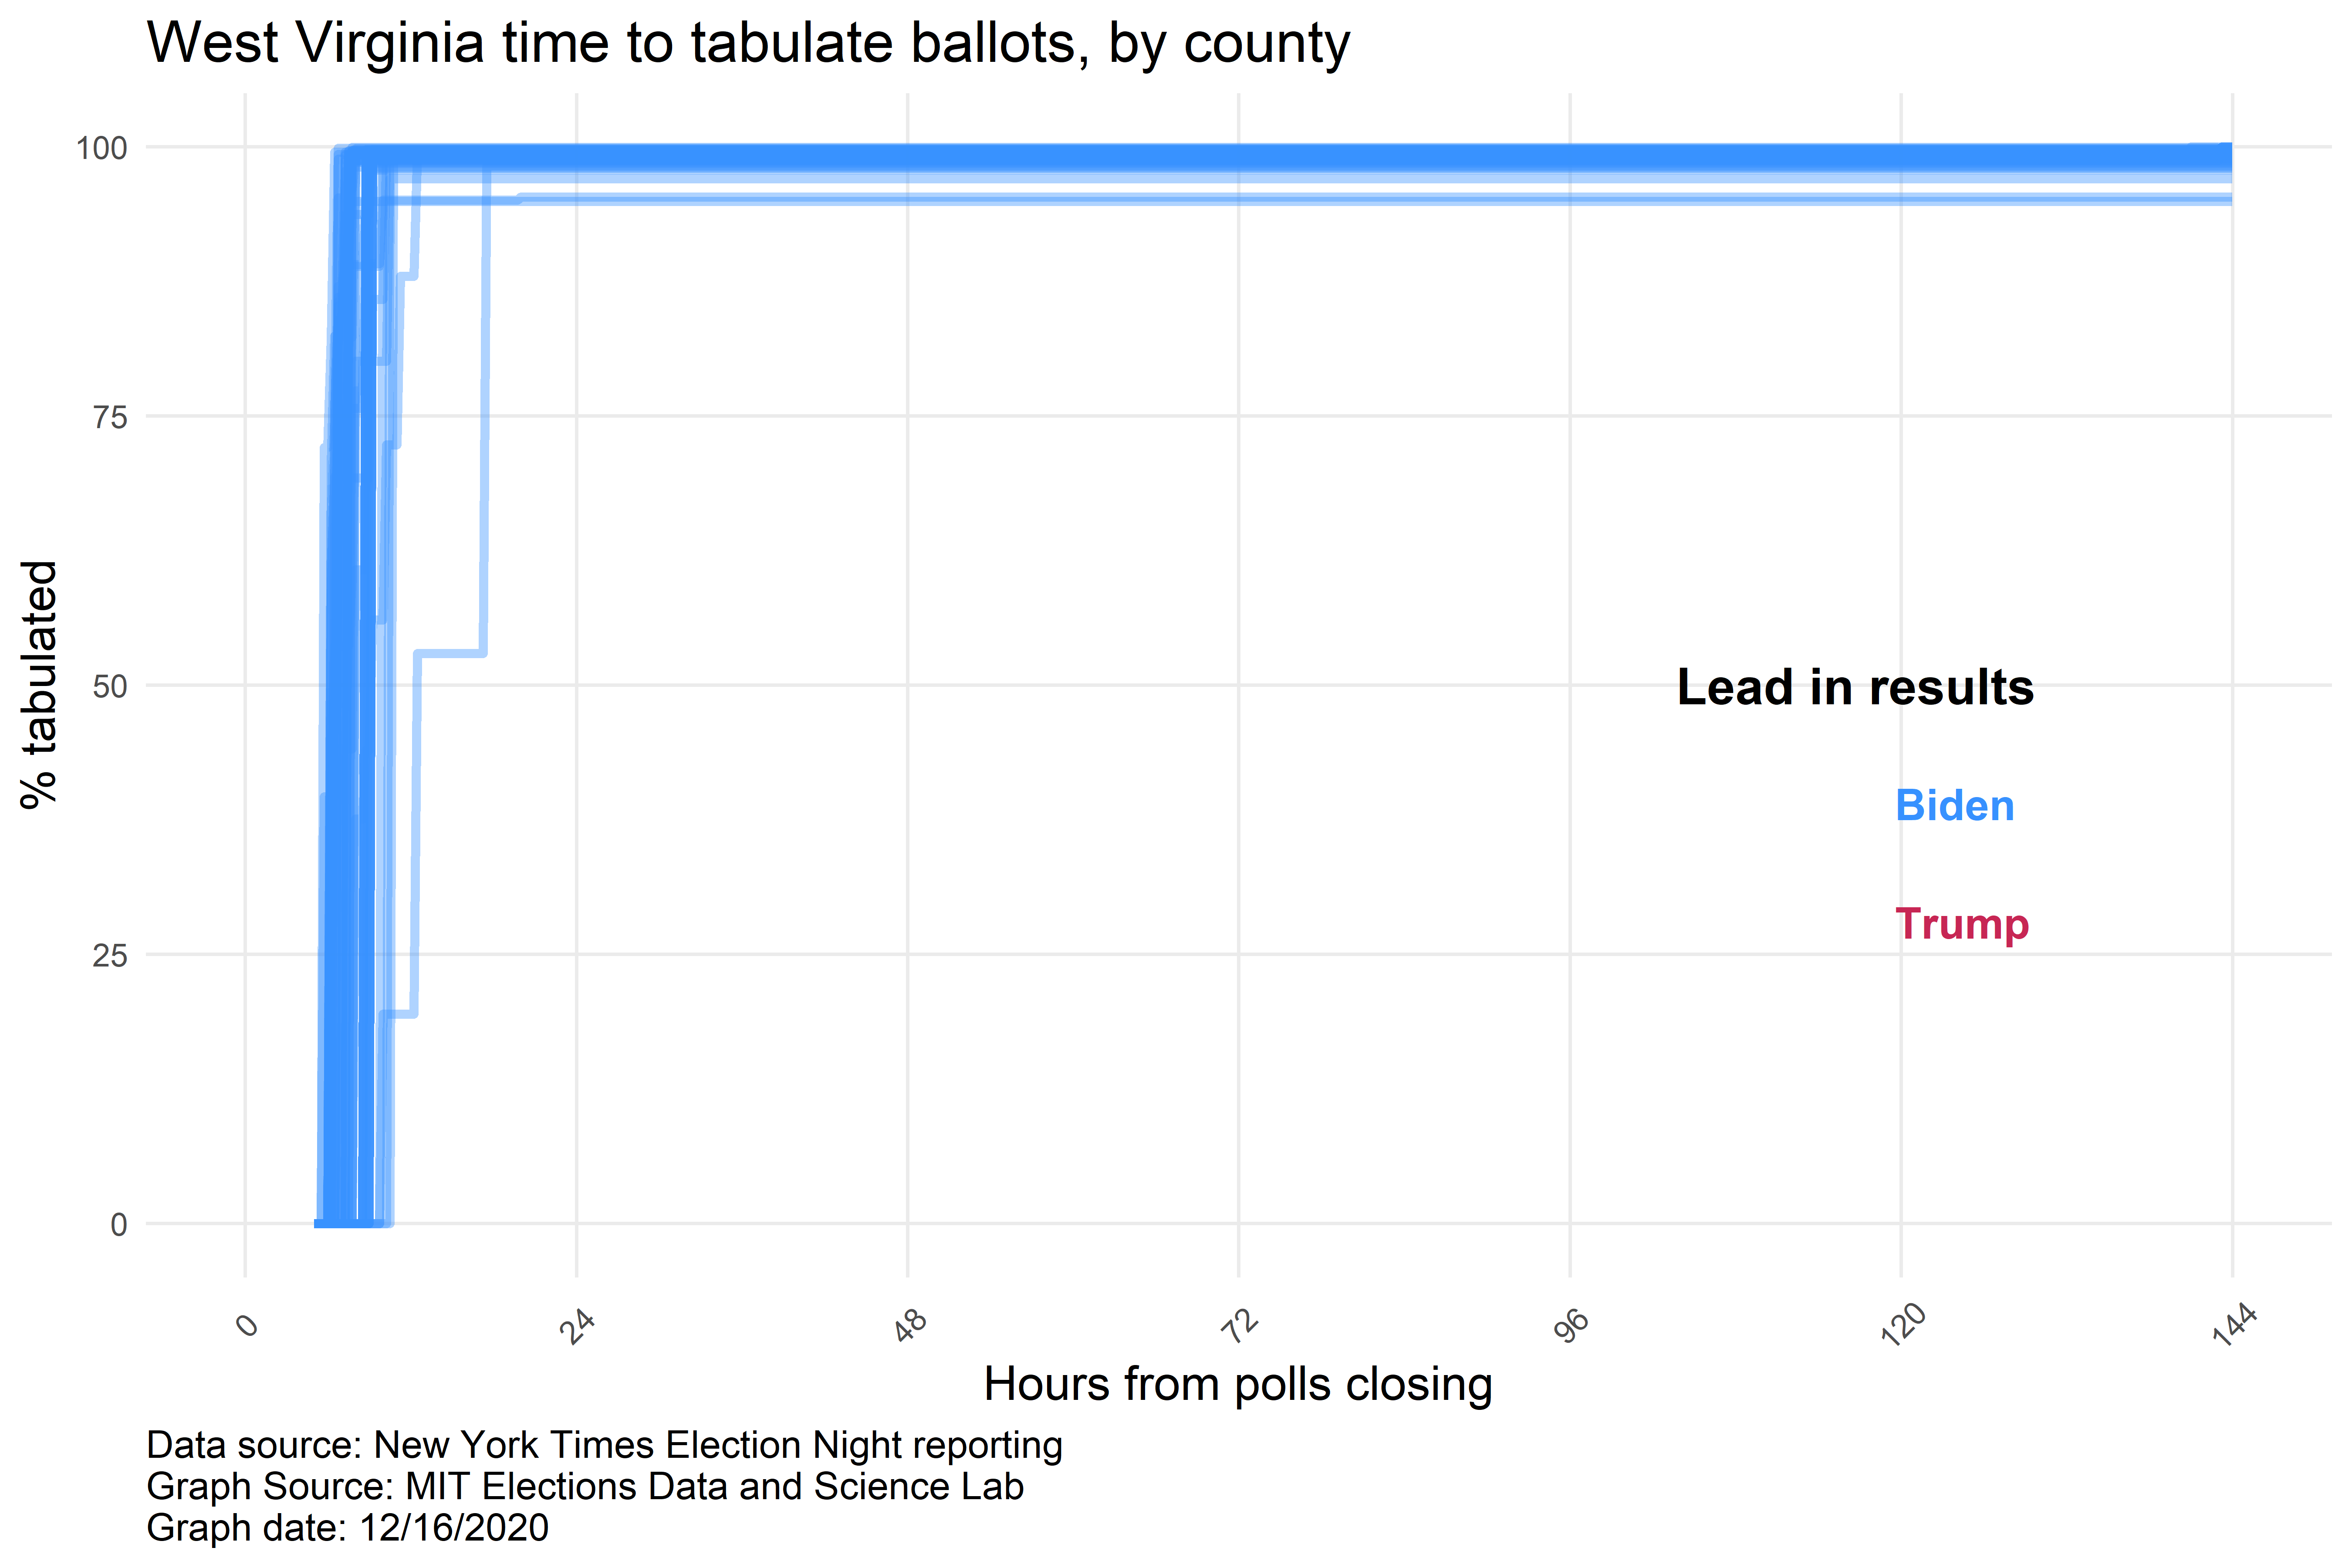 West Virginia time to tabulate ballots, by county
100
75
50
25
0
% tabulated
Lead in results
Biden
Trump
0
24
48
72
96
120
144
Hours from polls closing
Data source: New York Times Election Night reporting
Graph Source: MIT Elections Data and Science Lab
Graph date: 12/16/2020